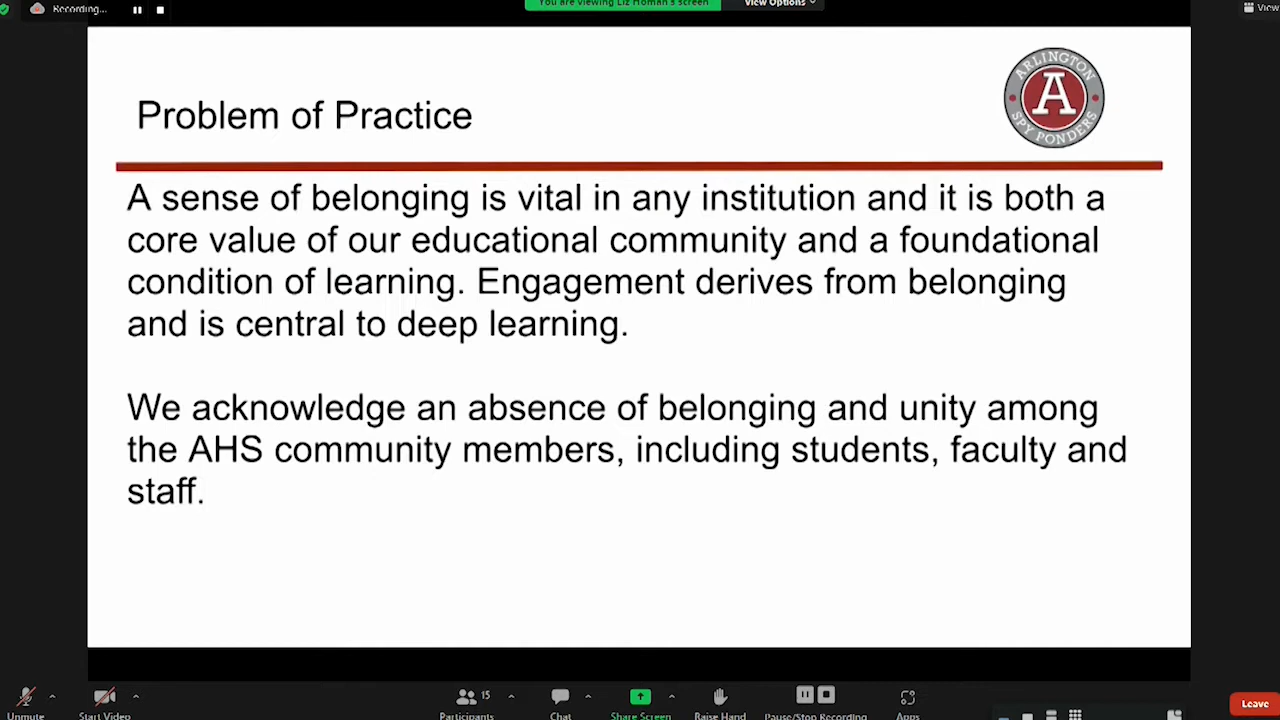 Recording...
You are viewing Liz Homan's screen
View Options
View
Problem of Practice
ARLINGTON
A
SPY PONDERS
A sense of belonging is vital in any institution and it is both a
core value of our educational community and a foundational
condition of learning. Engagement derives from belonging
and is central to deep learning.
We acknowledge an absence of belonging and unity among
the AHS community members, including students, faculty and
staff.
Unmute
Start Video
Participants
15
Chat
Share Screen
Raise Hand
Pause/Stop Recording
Apps
Leave